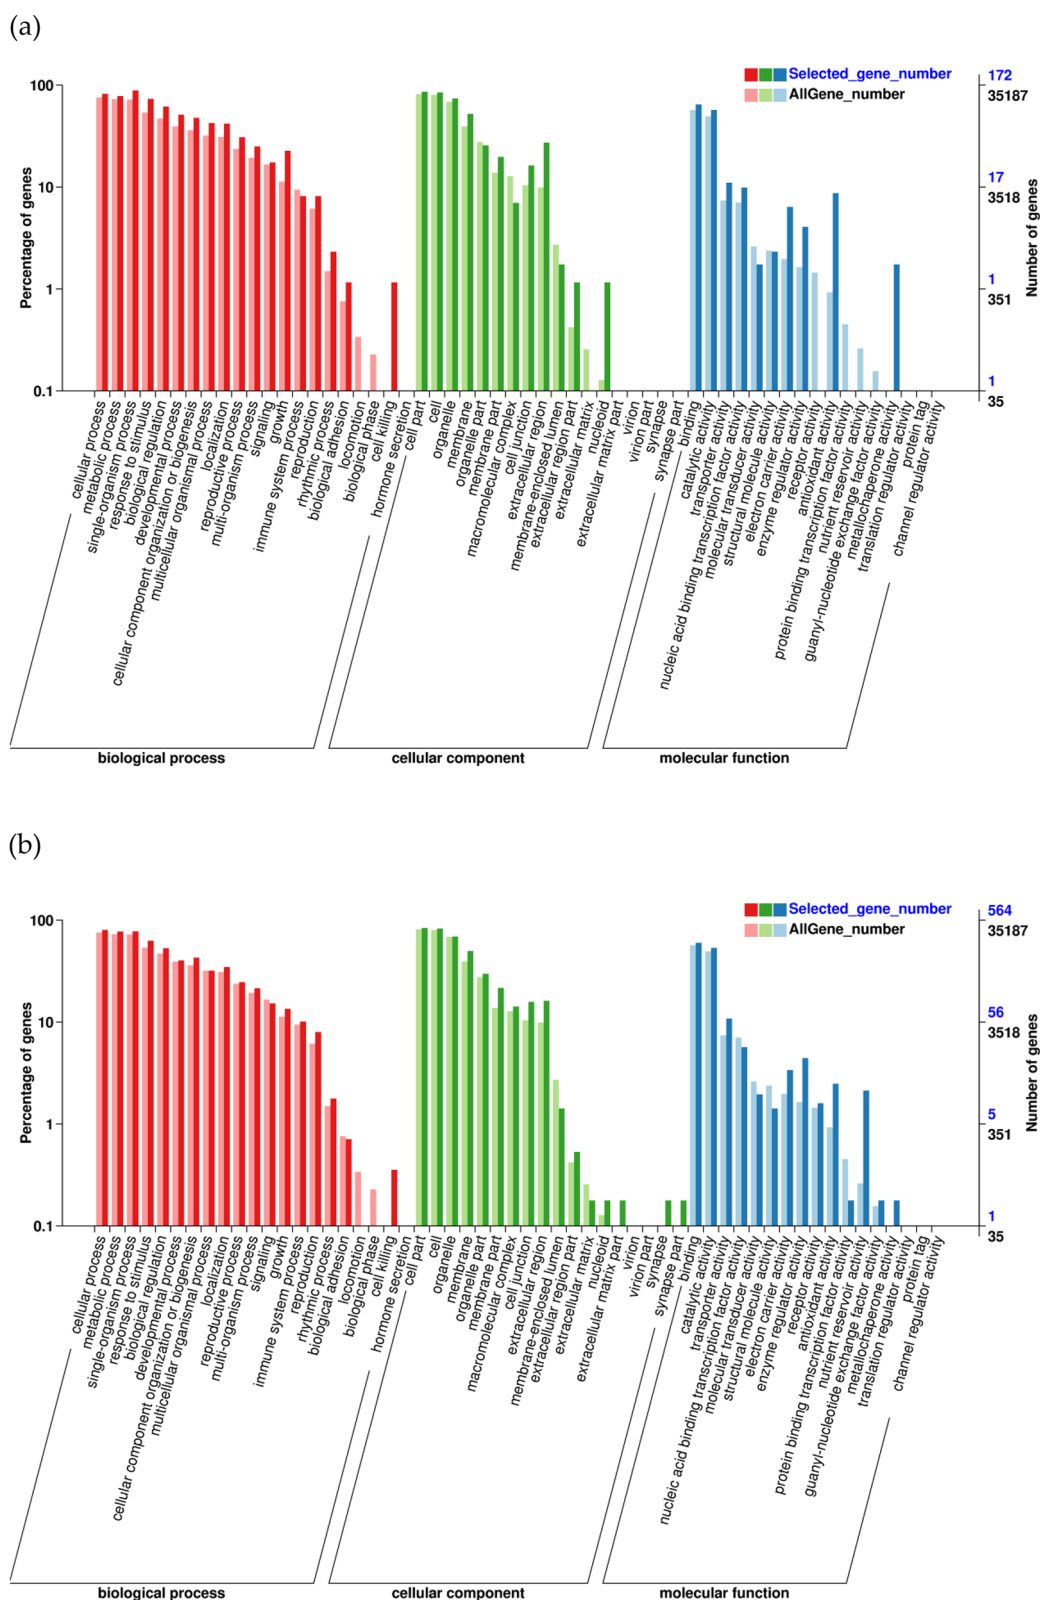 (a)
Selected_gene_number
AllGene_number
Percentage of genes
100
10
1
0.1
172
35187
17
3518
1
351
1
35
Number of genes
cellular process
metabolic process
single-organism process
response to stimulus
biological regulation
developmental process
cellular component organization or biogenesis
multicellular organismal process
localization
reproductive process
multi-organism process
signaling
growth
immune system process
reproduction
rhythmic process
biological adhesion
locomotion
biological phase
cell killing
hormone secretion
cell part
cell
organelle
membrane
organelle part
membrane part
macromolecular complex
cell junction
extracellular region
membrane-enclosed lumen
extracellular region part
extracellular matrix
nucleoid
extracellular matrix part
virion
virion part
synapse
synapse part
binding
catalytic activity
transporter activity
nucleic acid binding transcription factor activity
molecular transducer activity
structural molecule activity
electron carrier activity
enzyme regulator activity
receptor activity
antioxidant activity
protein binding transcription factor activity
nutrient reservoir activity
guanyl-nucleotide exchange factor activity
metallochaperone activity
translation regulator activity
protein tag
channel regulator activity
biological process
cellular component
molecular function
(b)
Selected_gene_number
AllGene_number
Percentage of genes
100
10
1
0.1
564
35187
56
3518
5
351
1
35
Number of genes
cellular process
metabolic process
single-organism process
response to stimulus
biological regulation
developmental process
cellular component organization or biogenesis
multicellular organismal process
localization
reproductive process
multi-organism process
signaling
growth
immune system process
reproduction
rhythmic process
biological adhesion
locomotion
biological phase
cell killing
hormone secretion
cell part
cell
organelle
membrane
organelle part
membrane part
macromolecular complex
cell junction
extracellular region
membrane-enclosed lumen
extracellular region part
extracellular matrix
nucleoid
extracellular matrix part
virion
virion part
synapse
synapse part
binding
catalytic activity
transporter activity
nucleic acid binding transcription factor activity
molecular transducer activity
structural molecule activity
electron carrier activity
enzyme regulator activity
receptor activity
antioxidant activity
protein binding transcription factor activity
nutrient reservoir activity
guanyl-nucleotide exchange factor activity
metallochaperone activity
translation regulator activity
protein tag
channel regulator activity
biological process
cellular component
molecular function